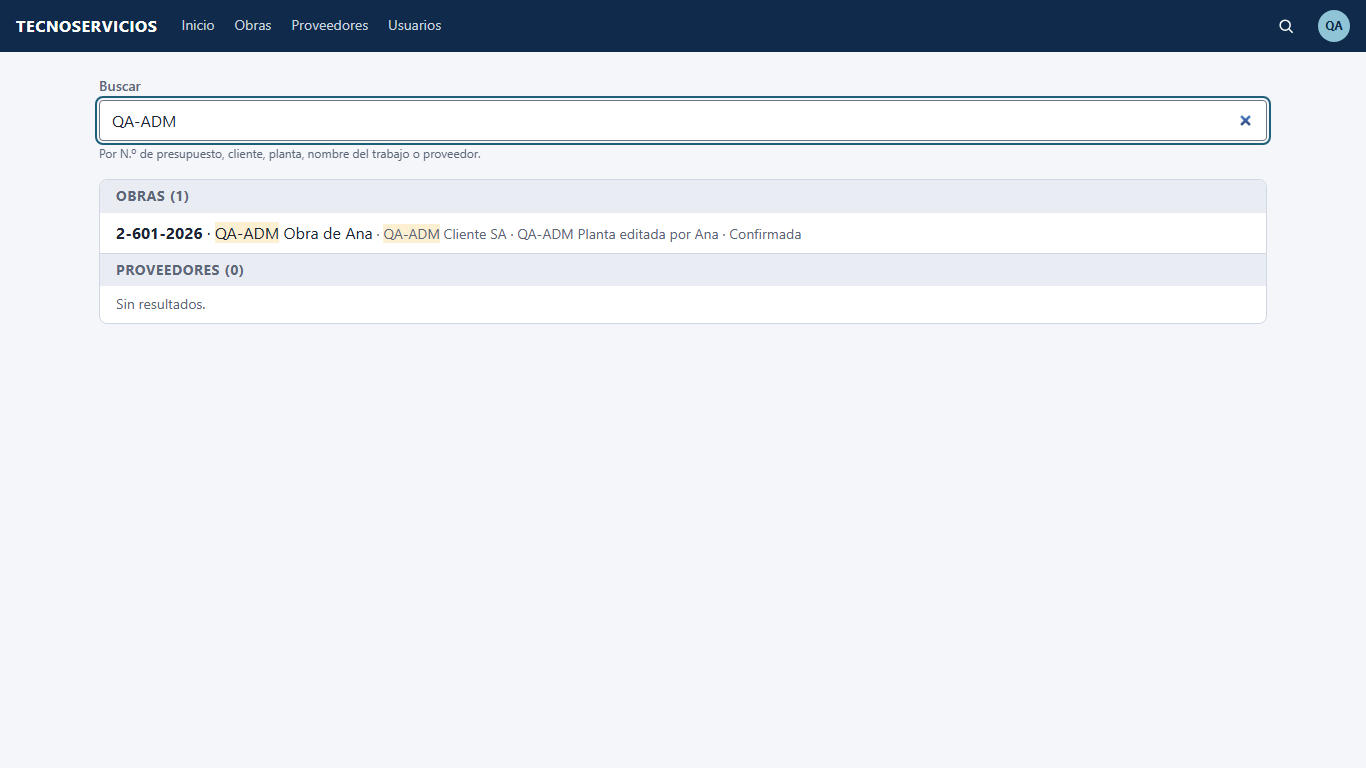 TECNOSERVICIOS Inicio Obras Proveedores Usuarios QA
Buscar
QA-ADM
Por N.º de presupuesto, cliente, planta, nombre del trabajo o proveedor.
OBRAS (1)
2-601-2026 · QA-ADM Obra de Ana · QA-ADM Cliente SA · QA-ADM Planta editada por Ana · Confirmada
PROVEEDORES (0)
Sin resultados.